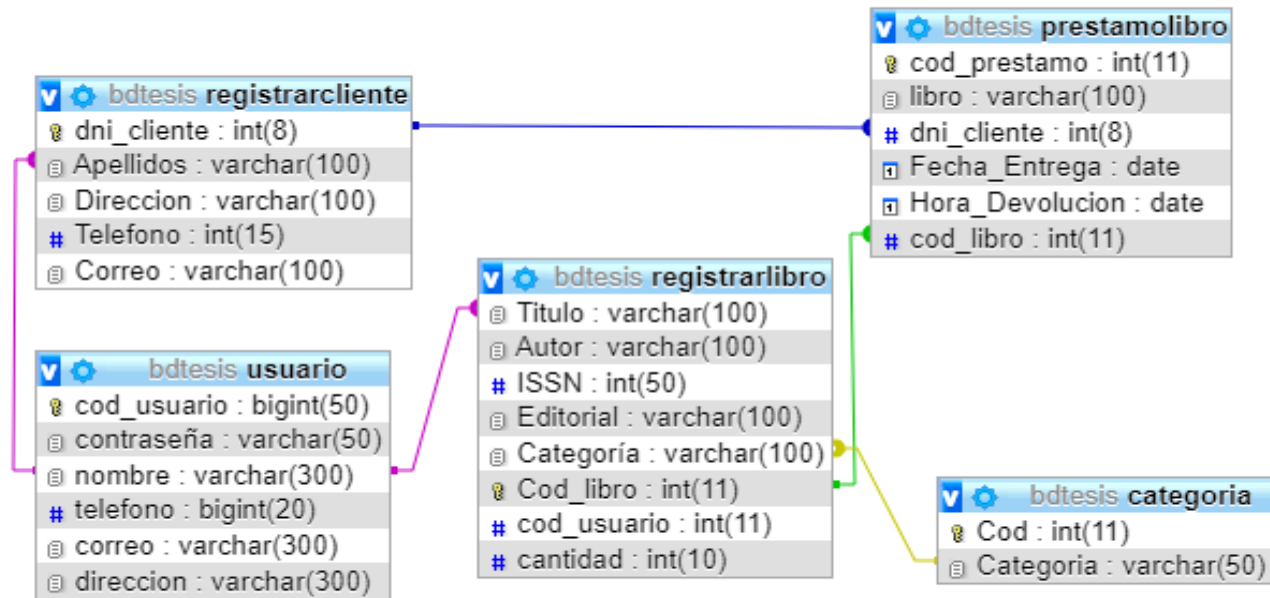 bdtesis prestamolibro
cod_prestamo : int(11)
libro : varchar(100)
dni_cliente : int(8)
Fecha_Entrega : date
Hora_Devolucion : date
cod_libro : int(11)
bdtesis registrarcliente
dni_cliente : int(8)
Apellidos : varchar(100)
Direccion : varchar(100)
Telefono : int(15)
Correo : varchar(100)
bdtesis registrarlibro
Titulo : varchar(100)
Autor : varchar(100)
ISSN : int(50)
Editorial : varchar(100)
Categoría : varchar(100)
Cod_libro : int(11)
cod_usuario : int(11)
cantidad : int(10)
bdtesis usuario
cod_usuario : bigint(50)
contraseña : varchar(50)
nombre : varchar(300)
telefono : bigint(20)
correo : varchar(300)
direccion : varchar(300)
bdtesis categoria
Cod : int(11)
Categoria : varchar(50)